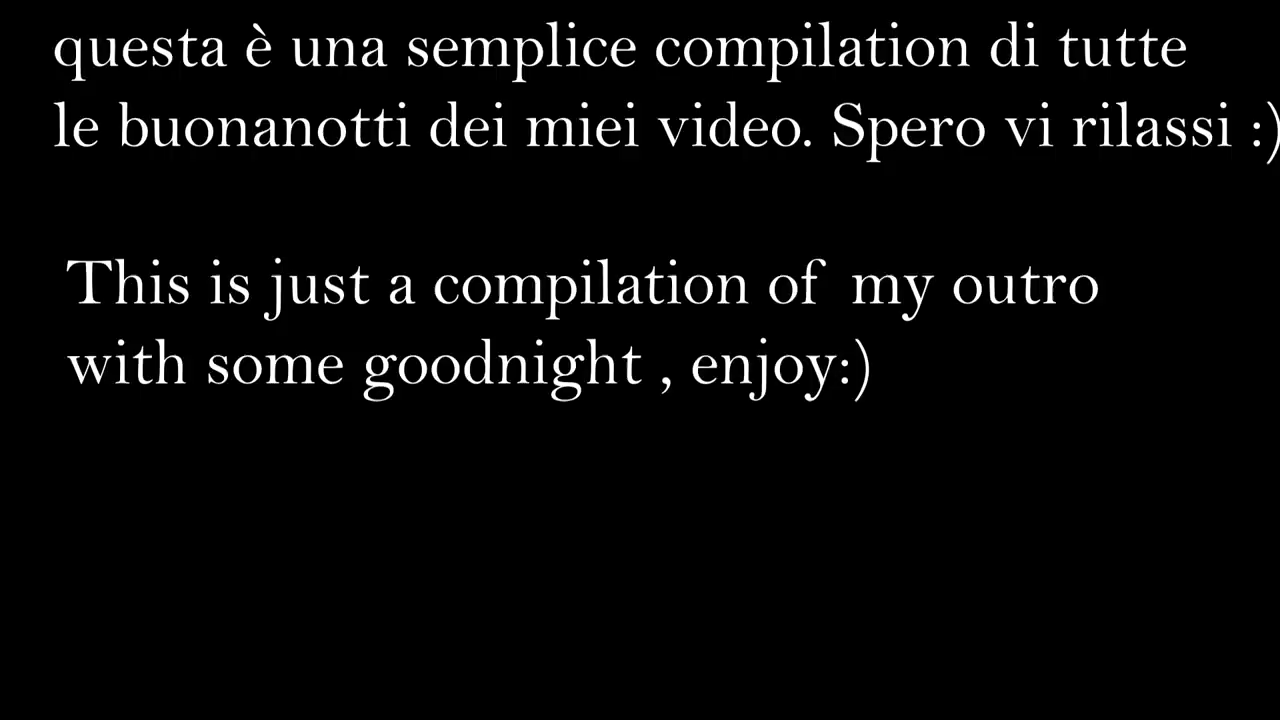 questa è una semplice compilation di tutte
le buonanotti dei miei video. Spero vi rilassi :)
This is just a compilation of my outro
with some goodnight , enjoy:)